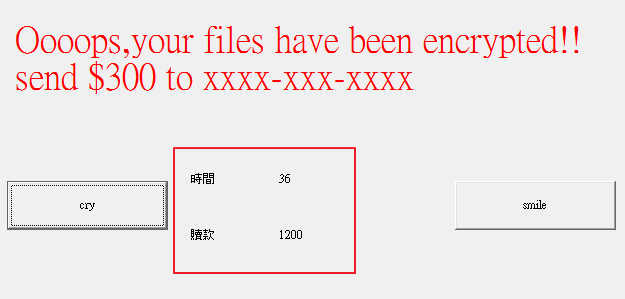 Oooops,your files have been encrypted!!
send $300 to xxxx-xxx-xxxx
時間 36
cry
smile
贖款 1200